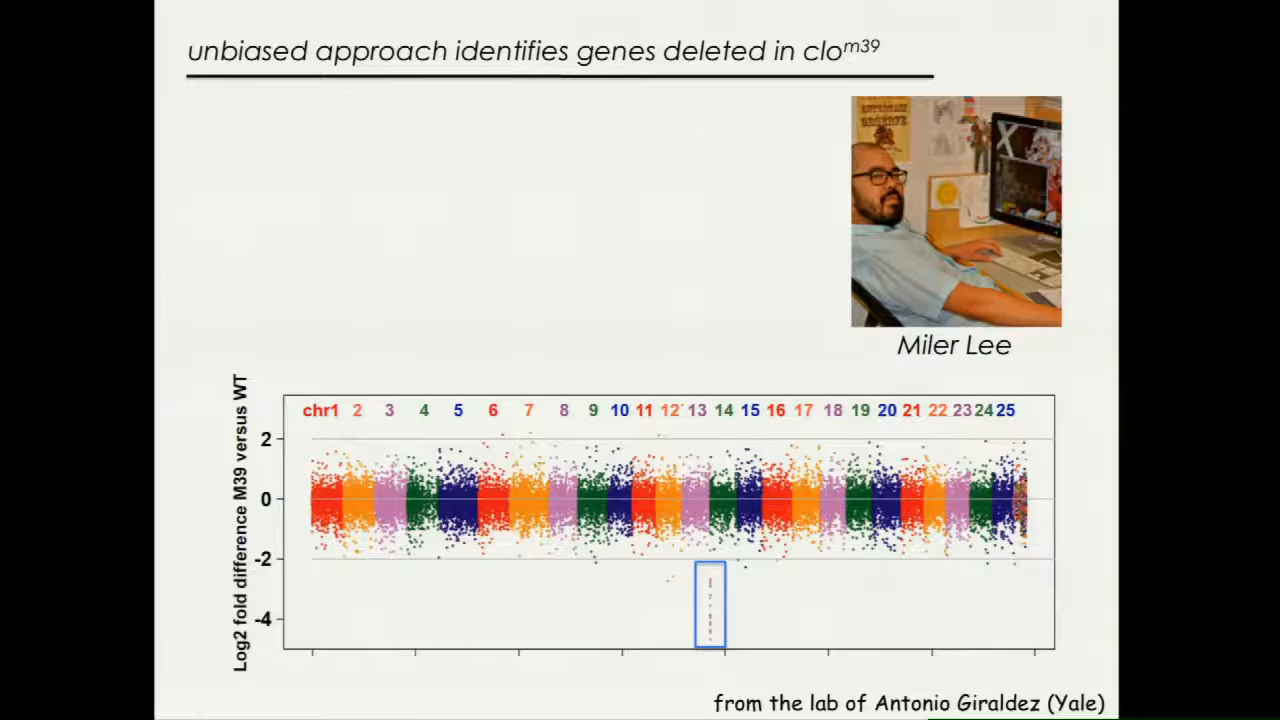 unbiased approach identifies genes deleted in clo^m39
ENTERTAIN
OBSERVE
X
Miler Lee
Log2 fold difference M39 versus WT
chr1 2 3 4 5 6 7 8 9 10 11 12 13 14 15 16 17 18 19 20 21 22 23 24 25
2
0
-2
-4
from the lab of Antonio Giraldez (Yale)